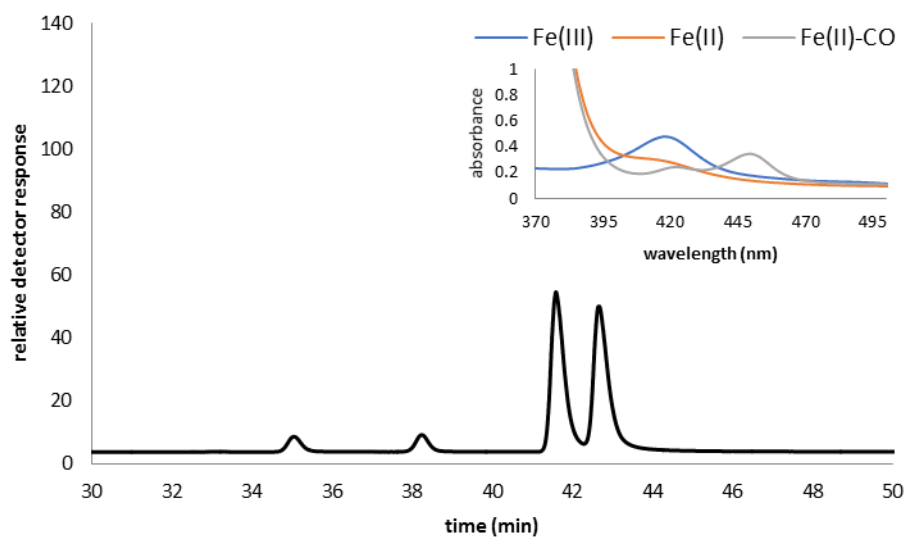 140
120
100
80
60
40
20
0
relative detector response
30 32 34 36 38 40 42 44 46 48 50
time (min)
Fe(III) Fe(II) Fe(II)-CO
1
0.8
0.6
0.4
0.2
0
absorbance
370 395 420 445 470 495
wavelength (nm)